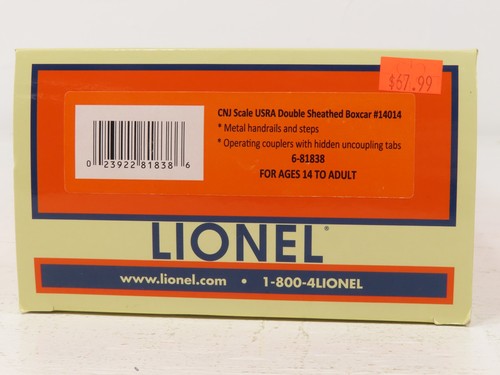 $67.99
CNJ Scale USRA Double Sheathed Boxcar #14014
* Metal handrails and steps
* Operating couplers with hidden uncoupling tabs
6-81838
FOR AGES 14 TO ADULT
0 23922 81838 6
LIONEL®
www.lionel.com • 1-800-4LIONEL